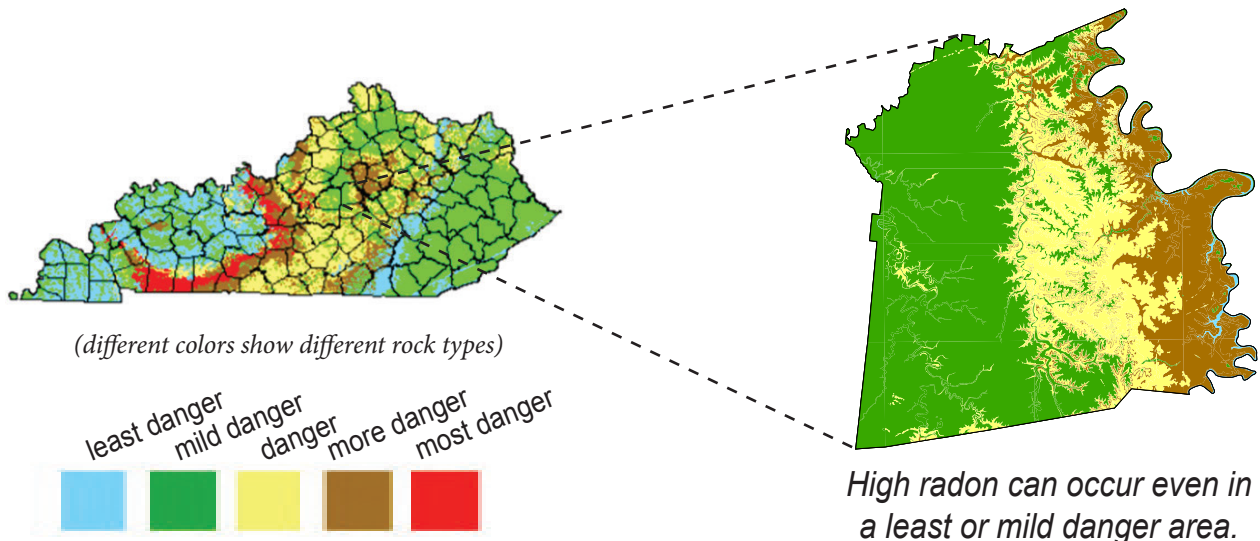 (different colors show different rock types)
least danger
mild danger
danger
more danger
most danger
High radon can occur even in
a least or mild danger area.